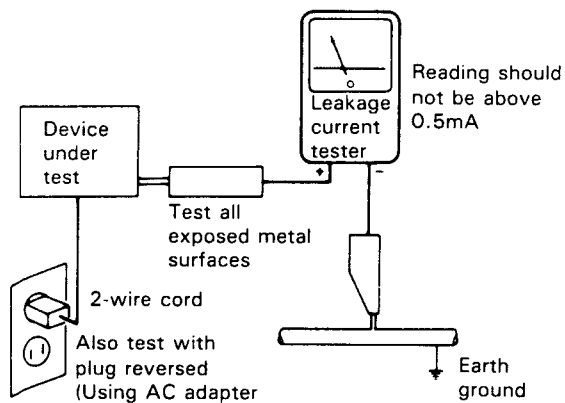 Device
under
test
Leakage
current
tester
+
-
Reading should
not be above
0.5mA
Test all
exposed metal
surfaces
2-wire cord
Also test with
plug reversed
(Using AC adapter
Earth
ground